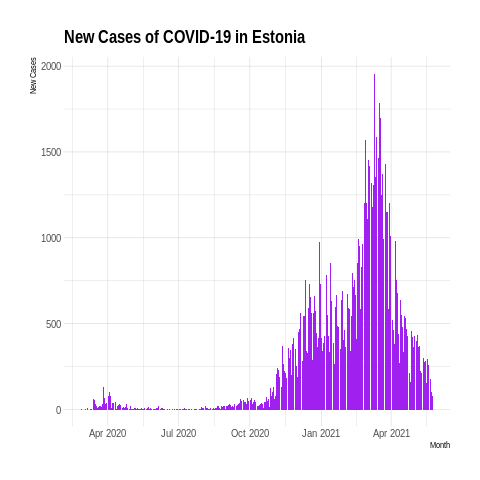 New Cases of COVID-19 in Estonia
New Cases
2000
1500
1000
500
0
Apr 2020 Jul 2020 Oct 2020 Jan 2021 Apr 2021
Month